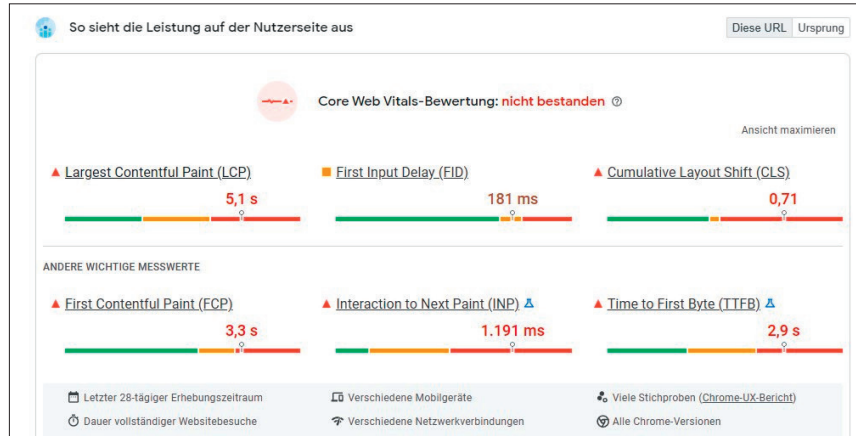 So sieht die Leistung auf der Nutzerseite aus
Diese URL Ursprung
Core Web Vitals-Bewertung: nicht bestanden
Ansicht maximieren
Largest Contentful Paint (LCP)
5,1 s
First Input Delay (FID)
181 ms
Cumulative Layout Shift (CLS)
0,71
ANDERE WICHTIGE MESSWERTE
First Contentful Paint (FCP)
3,3 s
Interaction to Next Paint (INP)
1.191 ms
Time to First Byte (TTFB)
2,9 s
Letzter 28-tägiger Erhebungszeitraum
Verschiedene Mobilgeräte
Viele Stichproben (Chrome-UX-Bericht)
Dauer vollständiger Websitebesuche
Verschiedene Netzwerkverbindungen
Alle Chrome-Versionen